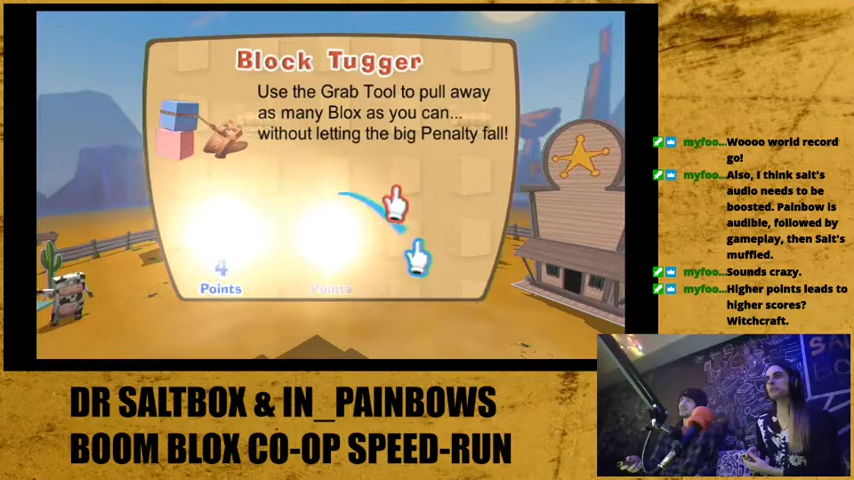 Block Tugger
Use the Grab Tool to pull away
as many Blox as you can...
without letting the big Penalty fall!
4
Points
Points
myfoo...Woooo world record
go!
myfoo...Also, I think salt's
audio needs to be
boosted. Painbow is
audible, followed by
gameplay, then Salt's
muffled.
myfoo...Sounds crazy.
myfoo...Higher points leads to
higher scores?
Witchcraft.
DR SALTBOX & IN_PAINBOWS
BOOM BLOX CO-OP SPEED-RUN